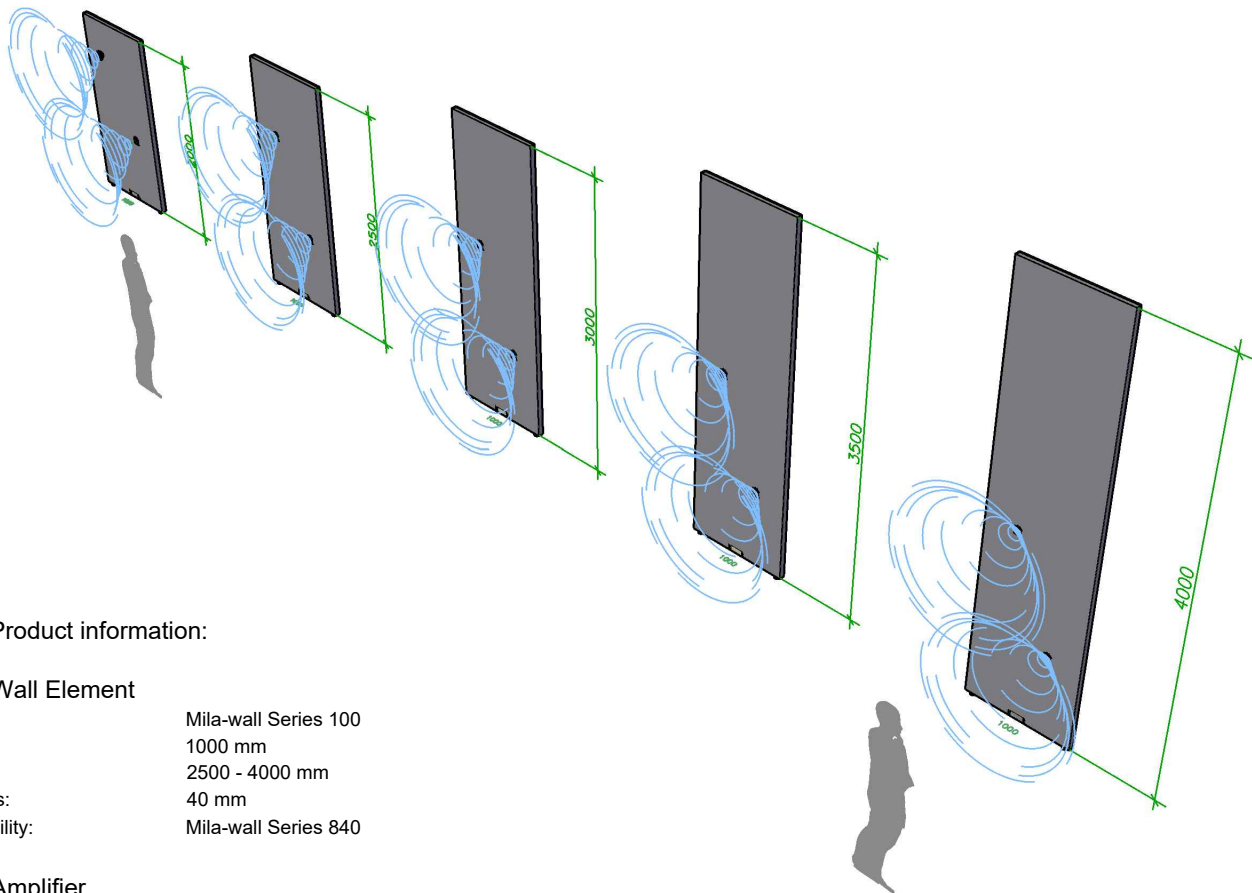 2500
3000
1000
3500
1000
4000
1000
Product information:
Wall Element
Mila-wall Series 100
1000 mm
2500 - 4000 mm
s: 40 mm
ility: Mila-wall Series 840
Amplifier